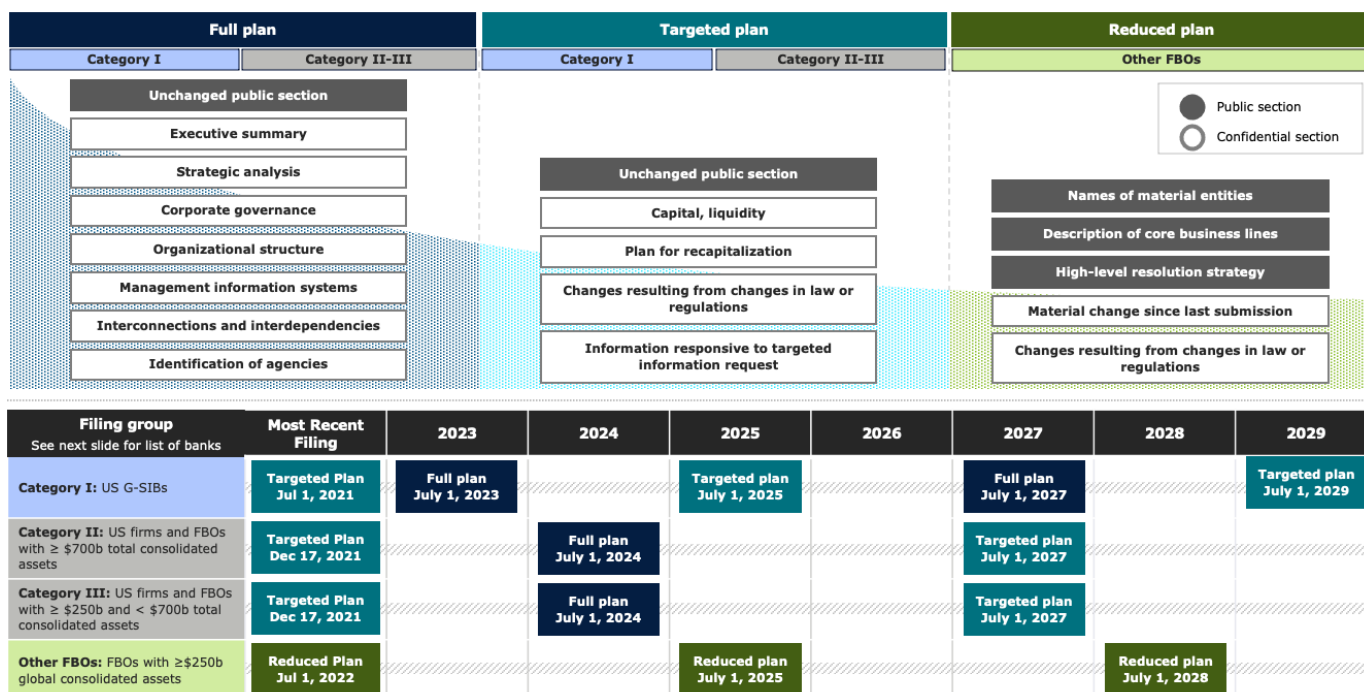 Full plan
Targeted plan
Reduced plan
Category I
Category II-III
Category I
Category II-III
Other FBOs
Unchanged public section
Executive summary
Strategic analysis
Corporate governance
Organizational structure
Management information systems
Interconnections and interdependencies
Identification of agencies
Unchanged public section
Capital, liquidity
Plan for recapitalization
Changes resulting from changes in law or
regulations
Information responsive to targeted
information request
Public section
Confidential section
Names of material entities
Description of core business lines
High-level resolution strategy
Material change since last submission
Changes resulting from changes in law or
regulations
Filing group
See next slide for list of banks
Most Recent
Filing
2023
2024
2025
2026
2027
2028
2029
Category I: US G-SIBs
Targeted Plan
Jul 1, 2021
Full plan
July 1, 2023
Targeted plan
July 1, 2025
Full plan
July 1, 2027
Targeted plan
July 1, 2029
Category II: US firms and FBOs
with ≥ $700b total consolidated
assets
Targeted Plan
Dec 17, 2021
Full plan
July 1, 2024
Targeted plan
July 1, 2027
Category III: US firms and FBOs
with ≥ $250b and < $700b total
consolidated assets
Targeted Plan
Dec 17, 2021
Full plan
July 1, 2024
Targeted plan
July 1, 2027
Other FBOs: FBOs with ≥$250b
global consolidated assets
Reduced Plan
Jul 1, 2022
Reduced plan
July 1, 2025
Reduced plan
July 1, 2028